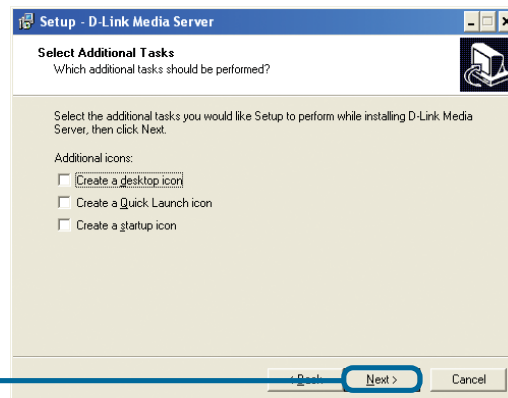 Setup - D-Link Media Server
Select Additional Tasks
Which additional tasks should be performed?
Select the additional tasks you would like Setup to perform while installing D-Link Media
Server, then click Next.
Additional icons:
Create a desktop icon
Create a Quick Launch icon
Create a startup icon
< Back
Next >
Cancel